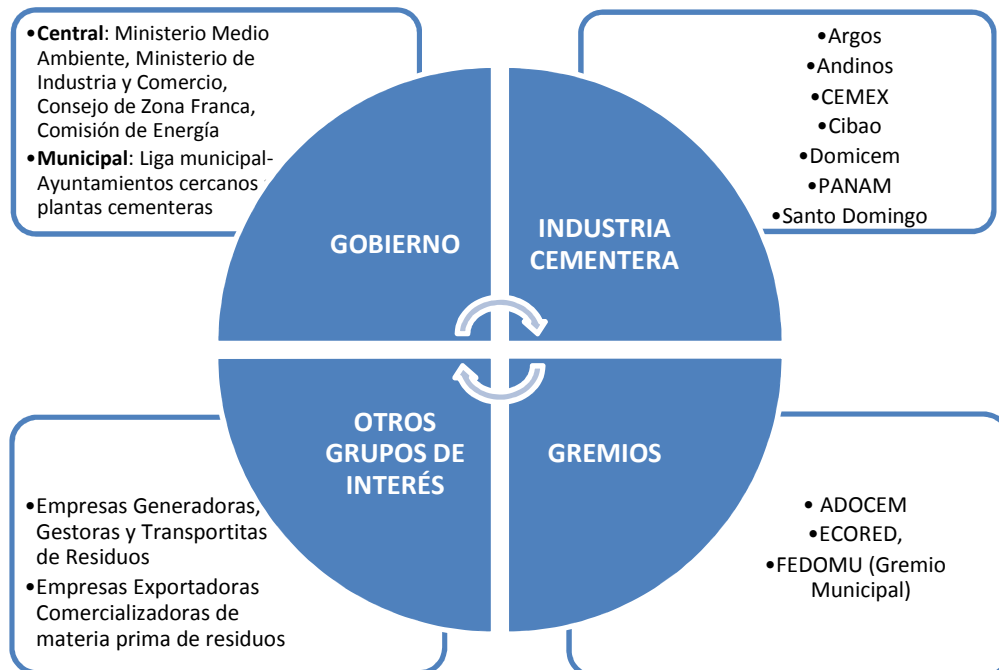 •Central: Ministerio Medio
Ambiente, Ministerio de
Industria y Comercio,
Consejo de Zona Franca,
Comisión de Energía
•Municipal: Liga municipal-
Ayuntamientos cercanos
plantas cementeras
•Argos
•Andinos
•CEMEX
•Cibao
•Domicem
•PANAM
•Santo Domingo
GOBIERNO
INDUSTRIA
CEMENTERA
OTROS
GRUPOS DE
INTERÉS
GREMIOS
•Empresas Generadoras,
Gestoras y Transportitas
de Residuos
•Empresas Exportadoras
Comercializadoras de
materia prima de residuos
• ADOCEM
•ECORED,
•FEDOMU (Gremio
Municipal)